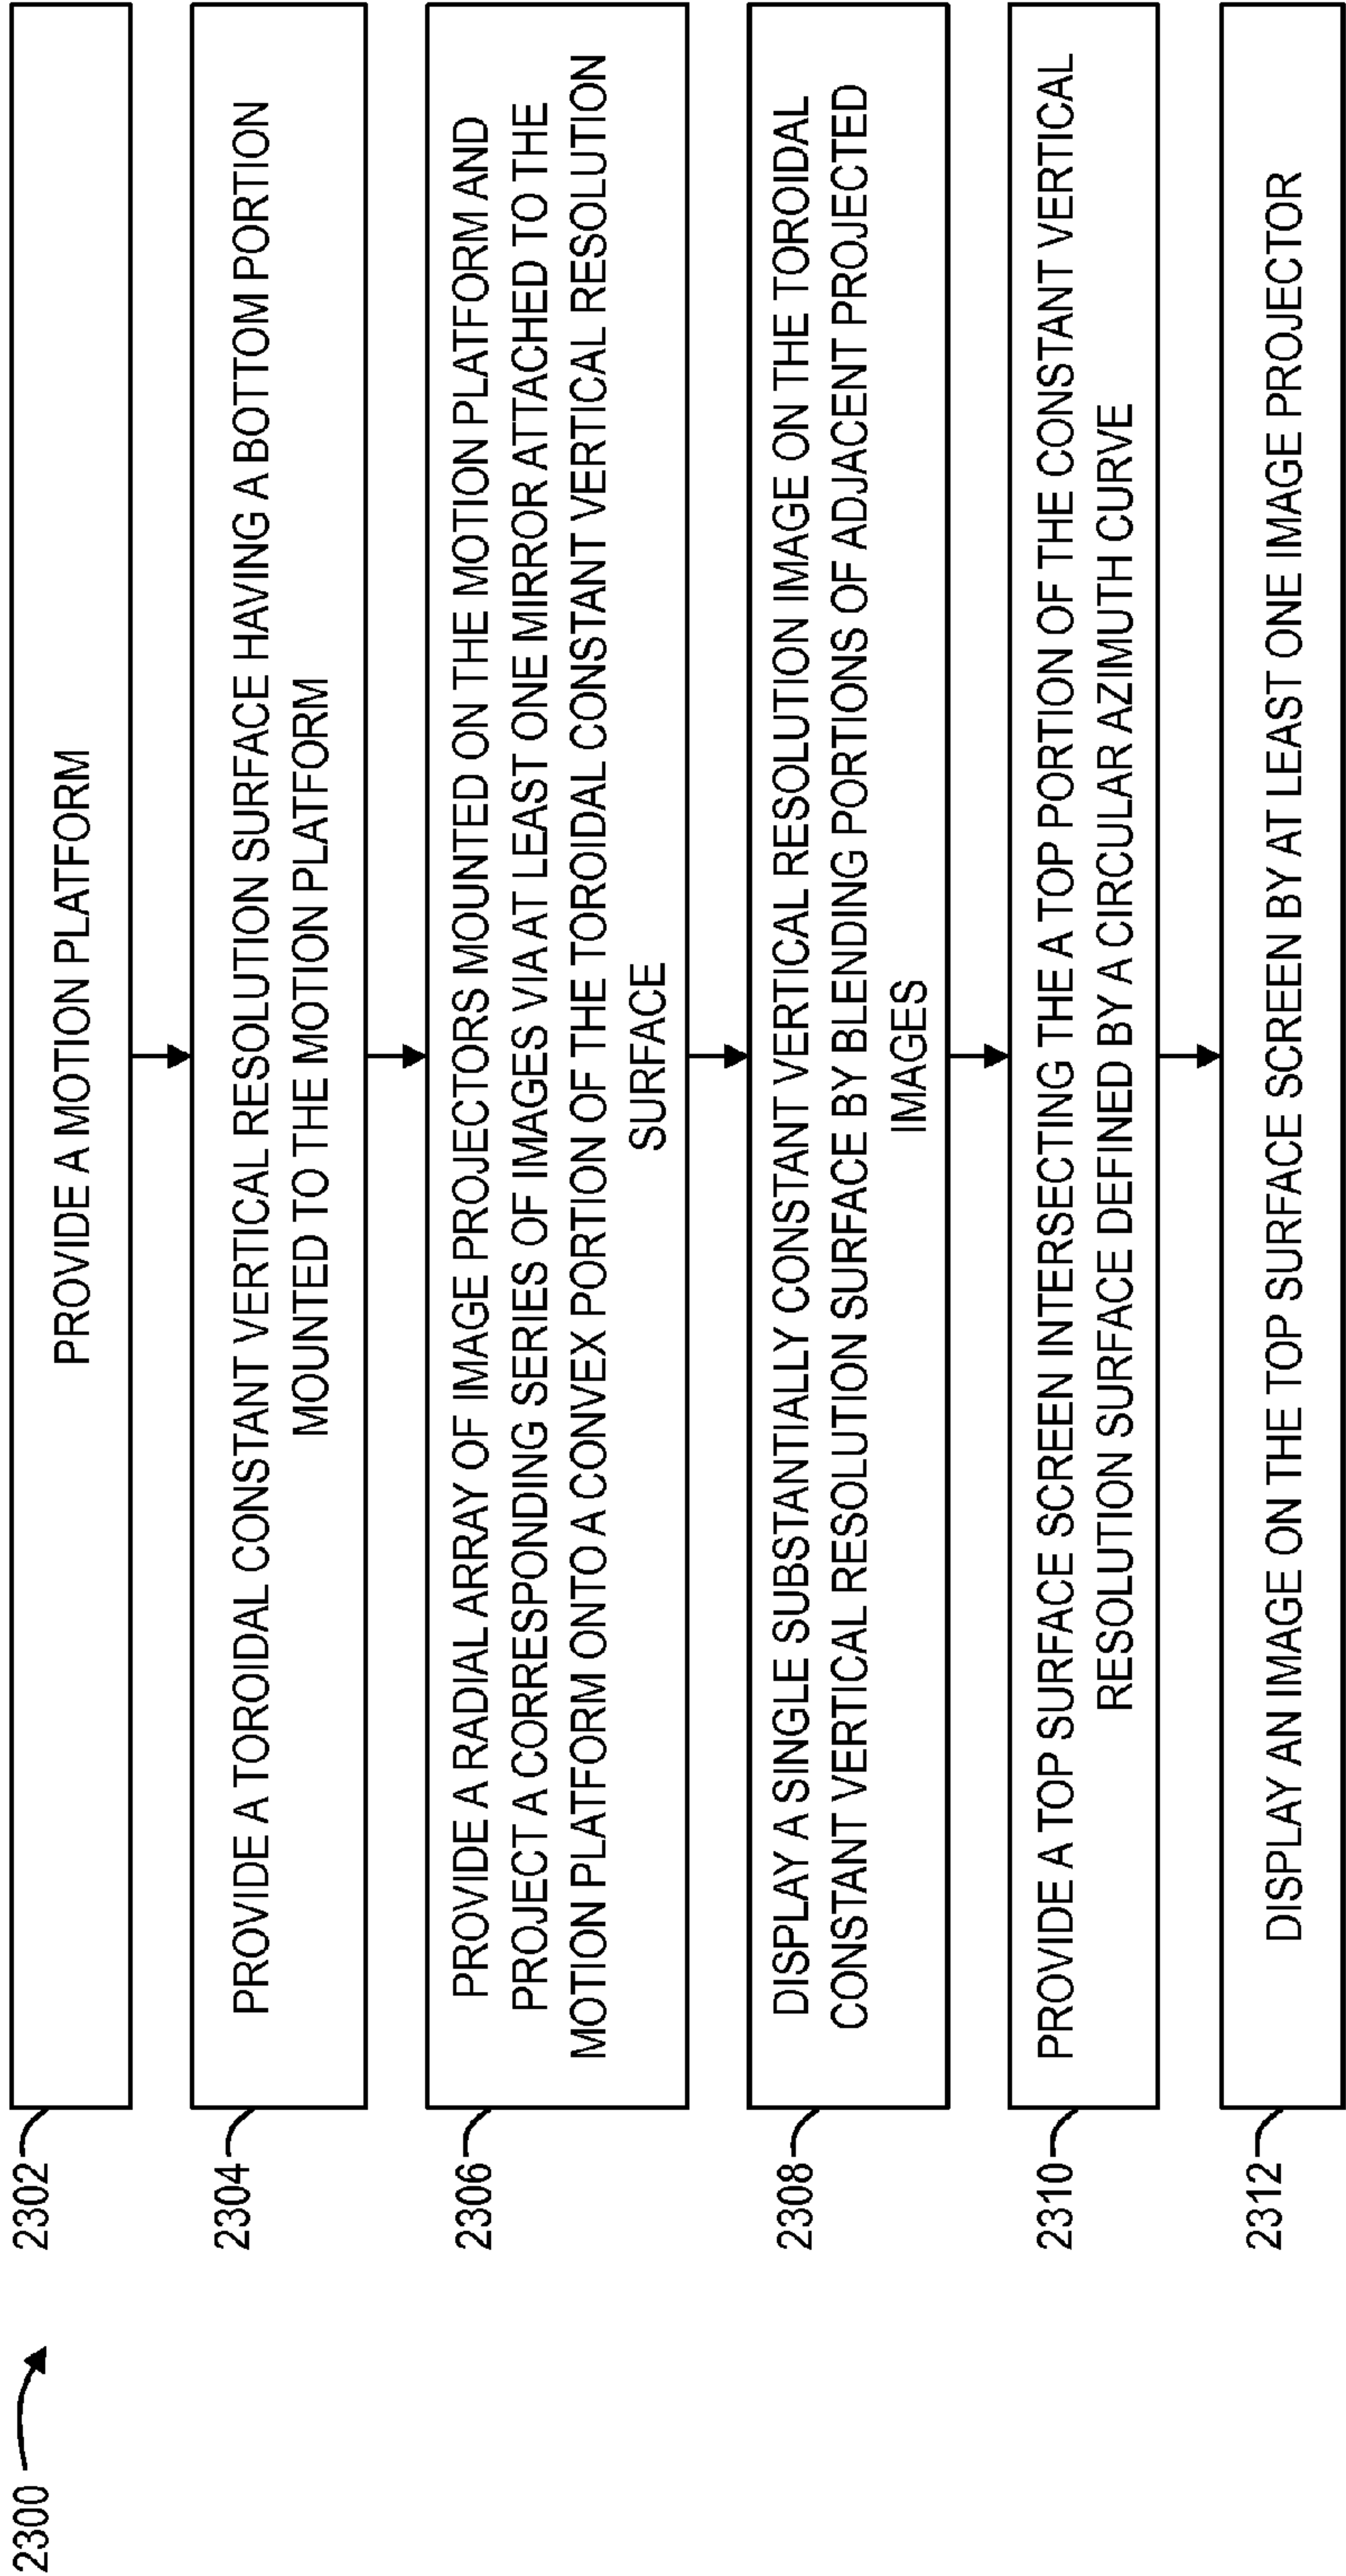 2300
2302
PROVIDE A MOTION PLATFORM
2304
PROVIDE A TOROIDAL CONSTANT VERTICAL RESOLUTION SURFACE HAVING A BOTTOM PORTION
MOUNTED TO THE MOTION PLATFORM
2306
PROVIDE A RADIAL ARRAY OF IMAGE PROJECTORS MOUNTED ON THE MOTION PLATFORM AND
PROJECT A CORRESPONDING SERIES OF IMAGES VIA AT LEAST ONE MIRROR ATTACHED TO THE
MOTION PLATFORM ONTO A CONVEX PORTION OF THE TOROIDAL CONSTANT VERTICAL RESOLUTION
SURFACE
2308
DISPLAY A SINGLE SUBSTANTIALLY CONSTANT VERTICAL RESOLUTION IMAGE ON THE TOROIDAL
CONSTANT VERTICAL RESOLUTION SURFACE BY BLENDING PORTIONS OF ADJACENT PROJECTED
IMAGES
2310
PROVIDE A TOP SURFACE SCREEN INTERSECTING THE A TOP PORTION OF THE CONSTANT VERTICAL
RESOLUTION SURFACE DEFINED BY A CIRCULAR AZIMUTH CURVE
2312
DISPLAY AN IMAGE ON THE TOP SURFACE SCREEN BY AT LEAST ONE IMAGE PROJECTOR